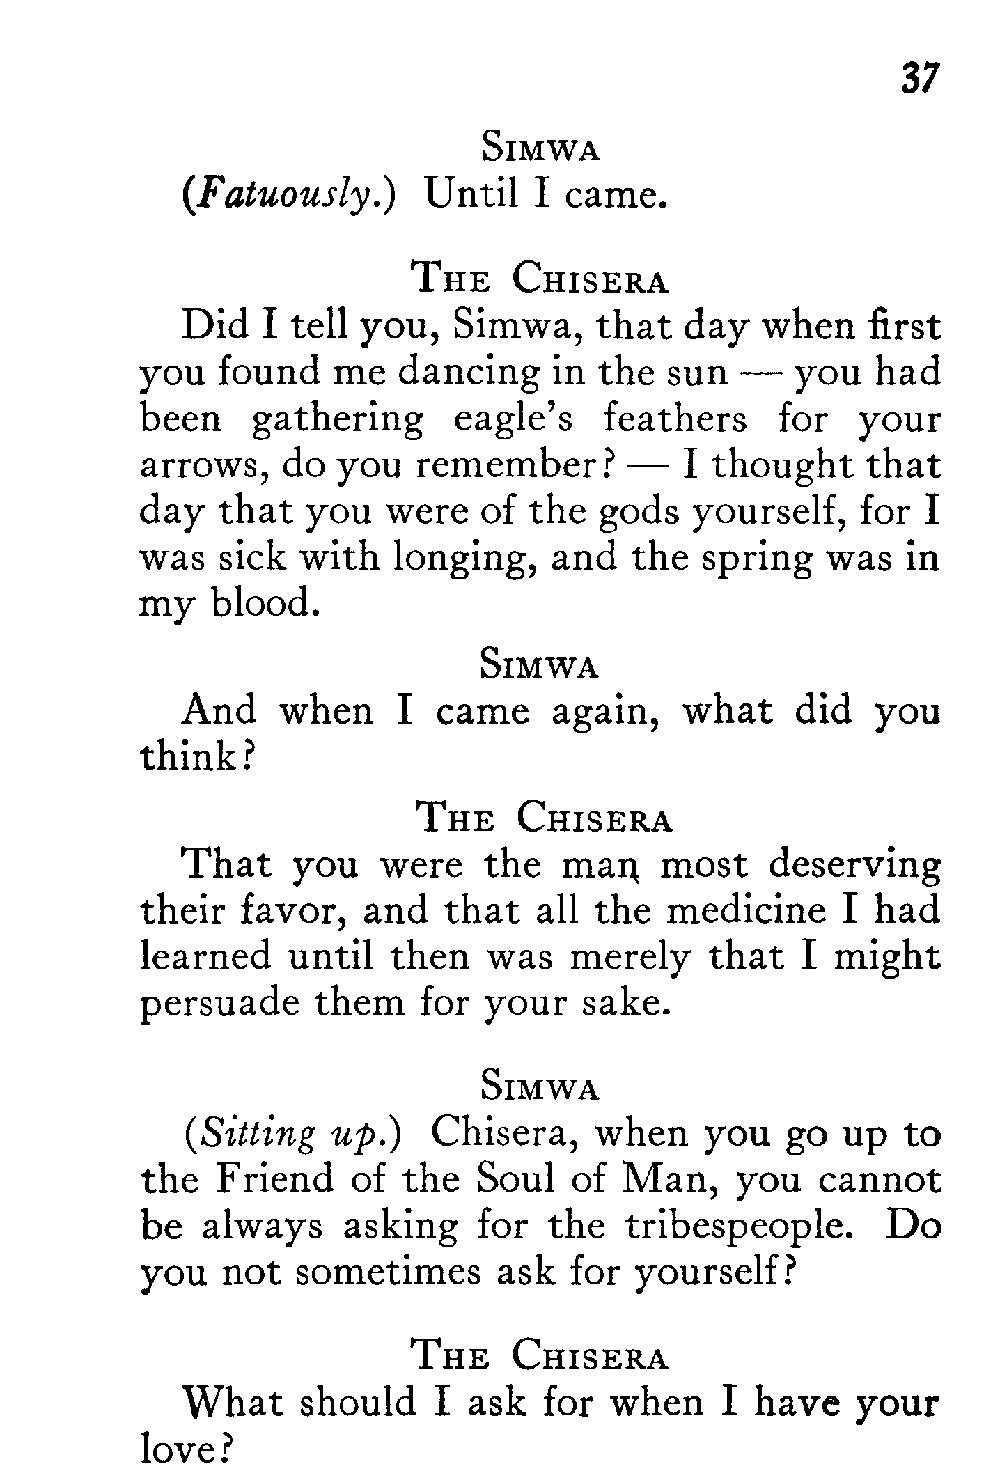 37
Simwa
(Fatuously.) Until I came.
The Chisera
Did I tell you, Simwa, that day when first
you found me dancing in the sun — you had
been gathering eagle's feathers for your
arrows, do you remember? — I thought that
day that you were of the gods yourself, for I
was sick with longing, and the spring was in
my blood.
Simwa
And when I came again, what did you
think?
The Chisera
That you were the man most deserving
their favor, and that all the medicine I had
learned until then was merely that I might
persuade them for your sake.
Simwa
(Sitting up.) Chisera, when you go up to
the Friend of the Soul of Man, you cannot
be always asking for the tribespeople. Do
you not sometimes ask for yourself?
The Chisera
What should I ask for when I have your
love?